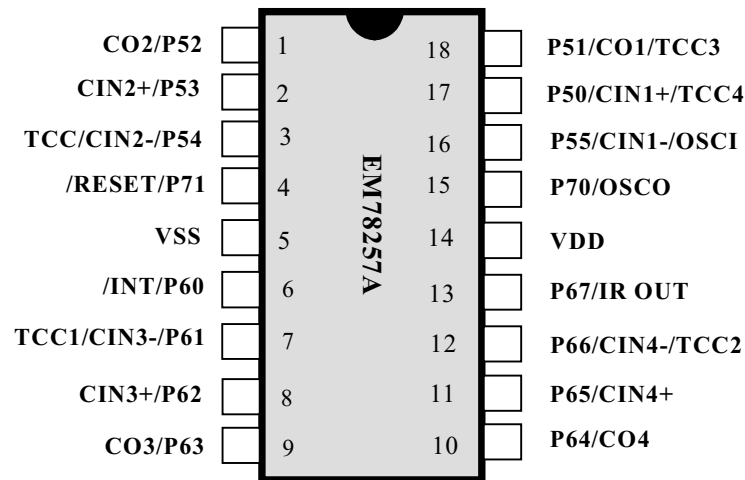 CO2/P52 1 18 P51/CO1/TCC3
CIN2+/P53 2 17 P50/CIN1+/TCC4
TCC/CIN2-/P54 3 16 P55/CIN1-/OSCI
/RESET/P71 4 15 P70/OSCO
VSS 5 14 VDD
/INT/P60 6 13 P67/IR OUT
TCC1/CIN3-/P61 7 12 P66/CIN4-/TCC2
CIN3+/P62 8 11 P65/CIN4+
CO3/P63 9 10 P64/CO4
EM78257A